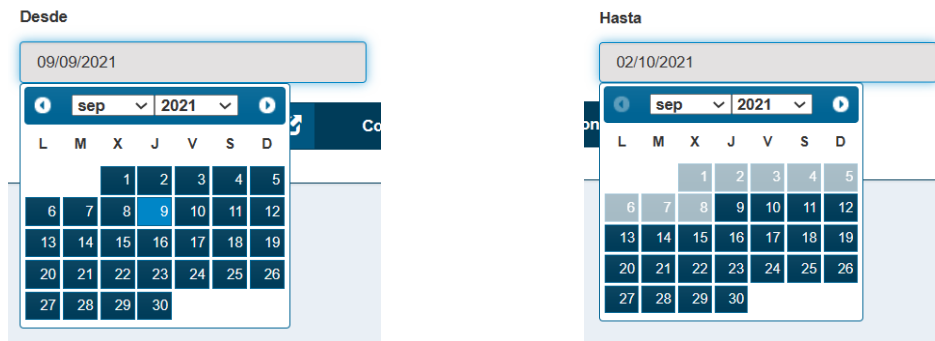 Desde
09/09/2021
sep 2021
Co
L M X J V S D
1 2 3 4 5
6 7 8 9 10 11 12
13 14 15 16 17 18 19
20 21 22 23 24 25 26
27 28 29 30
Hasta
02/10/2021
sep 2021
on
L M X J V S D
1 2 3 4 5
6 7 8 9 10 11 12
13 14 15 16 17 18 19
20 21 22 23 24 25 26
27 28 29 30